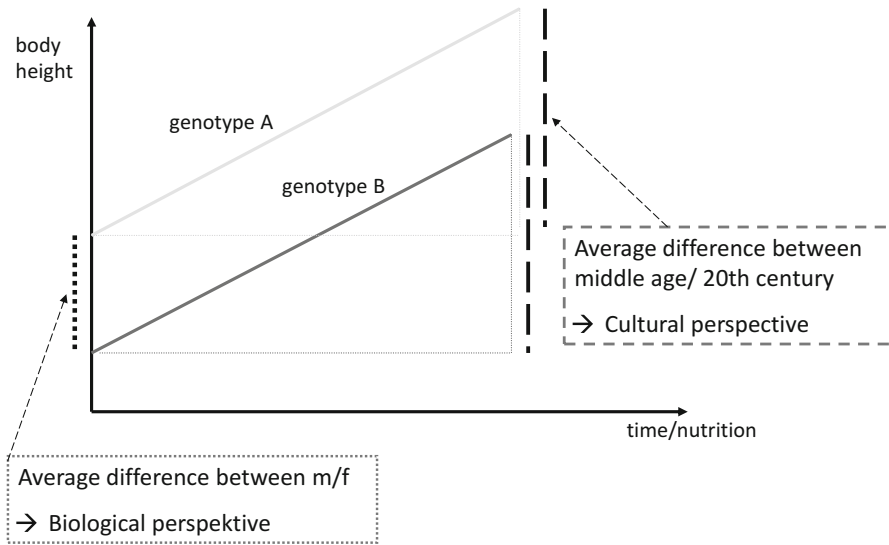 body
height
genotype A
genotype B
Average difference between
middle age/ 20th century
→ Cultural perspective
time/nutrition
Average difference between m/f
→ Biological perspektive